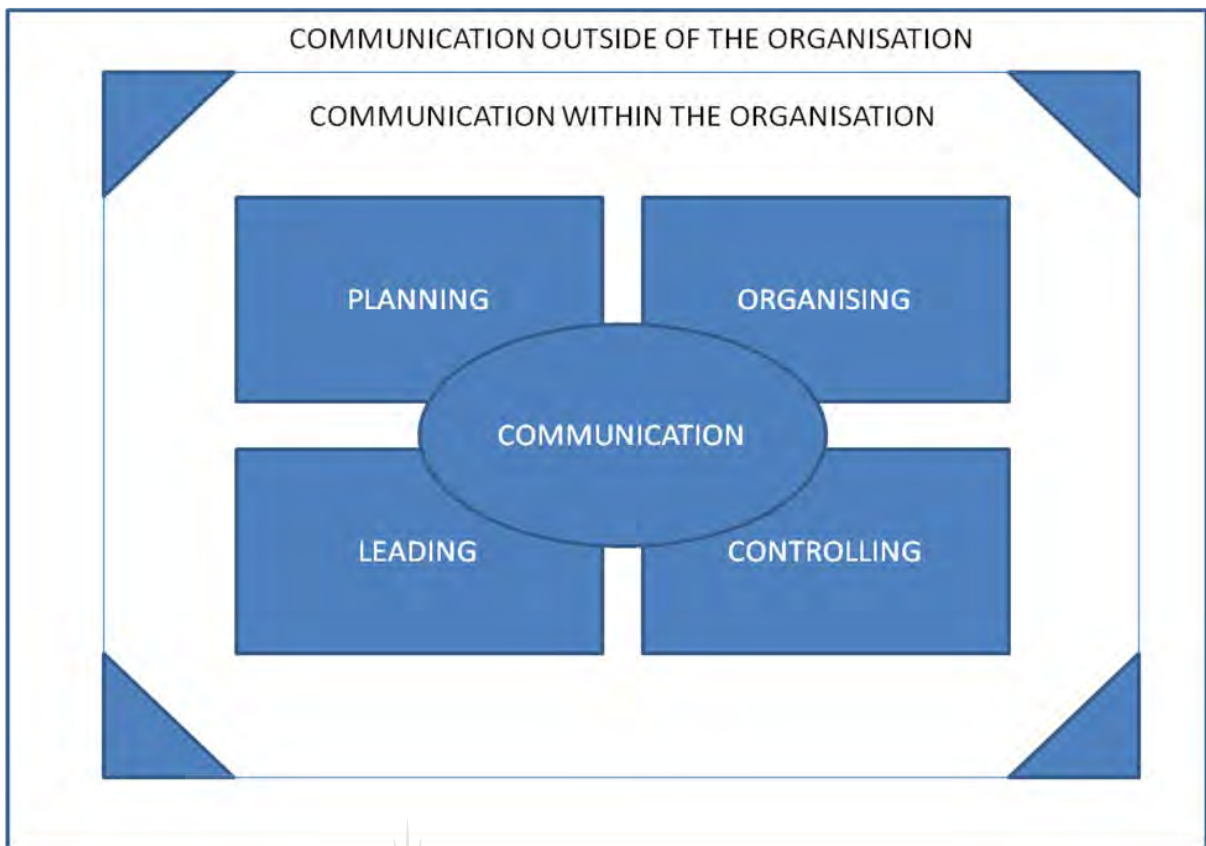 COMMUNICATION OUTSIDE OF THE ORGANISATION
COMMUNICATION WITHIN THE ORGANISATION
PLANNING
ORGANISING
COMMUNICATION
LEADING
CONTROLLING